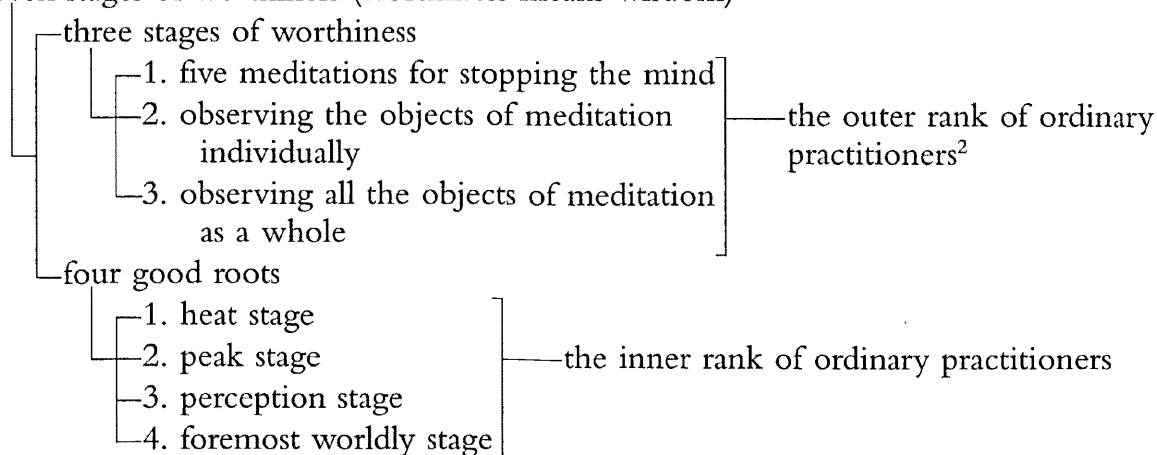 three stages of worthiness
1. five meditations for stopping the mind
2. observing the objects of meditation
individually
3. observing all the objects of meditation
as a whole
the outer rank of ordinary
practitioners²
four good roots
1. heat stage
2. peak stage
3. perception stage
4. foremost worldly stage
the inner rank of ordinary practitioners